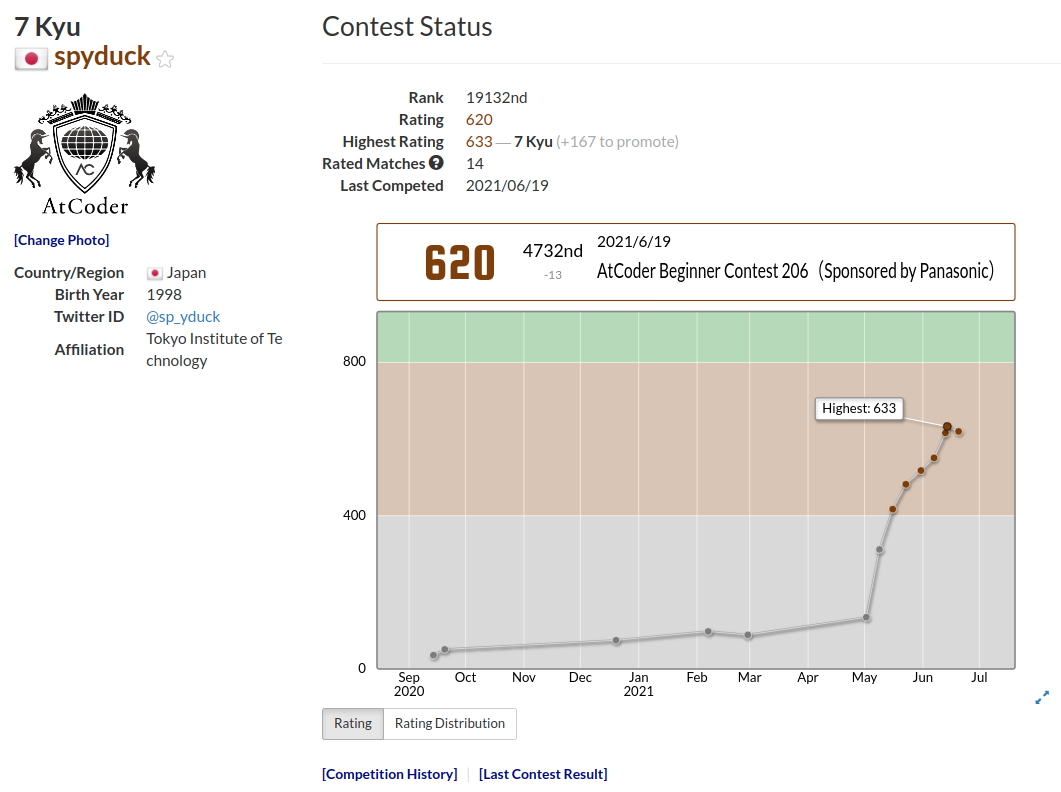 7 Kyu
spyduck
AC
AtCoder
[Change Photo]
Country/Region Japan
Birth Year 1998
Twitter ID @sp_yduck
Affiliation Tokyo Institute of Te
chnology
Contest Status
Rank 19132nd
Rating 620
Highest Rating 633 — 7 Kyu (+167 to promote)
Rated Matches ? 14
Last Competed 2021/06/19
620 4732nd 2021/6/19
-13 AtCoder Beginner Contest 206（Sponsored by Panasonic）
800
Highest: 633
400
0
Sep Oct Nov Dec Jan Feb Mar Apr May Jun Jul
2020 2021
Rating Rating Distribution
[Competition History] [Last Contest Result]